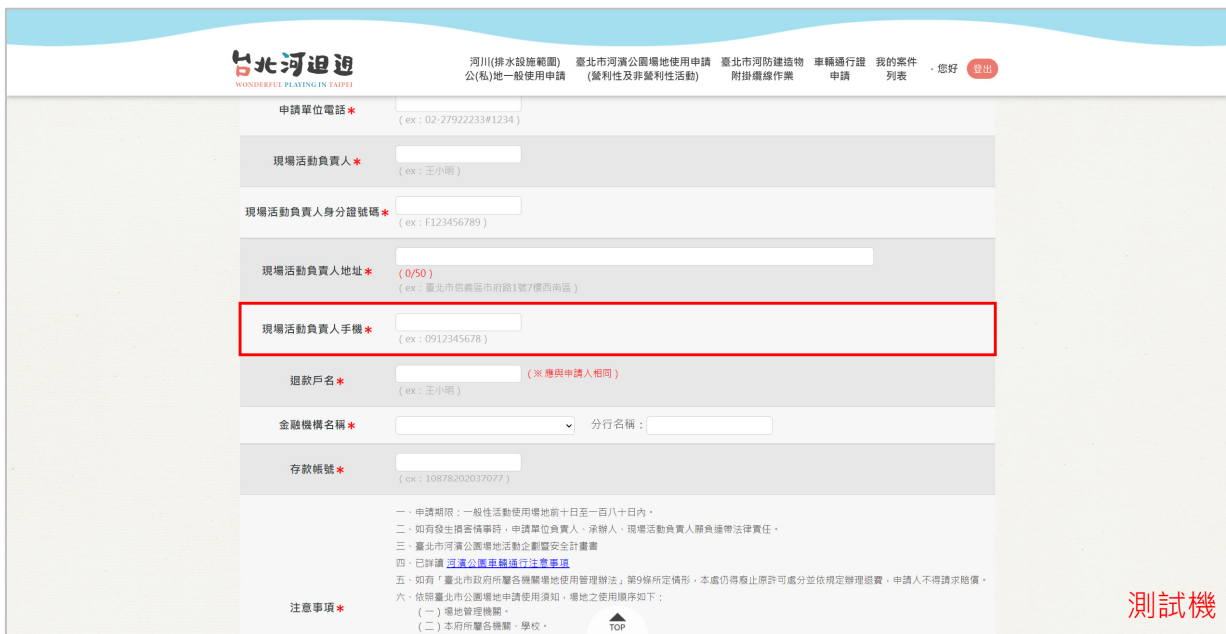 台北河迴迌
WONDERFUL PLAYING IN TAIPEI
河川(排水設施範圍)
公(私)地一般使用申請
臺北市河濱公園場地使用申請
(營利性及非營利性活動)
臺北市河防建造物
附掛纜線作業
車輛通行證
申請
我的案件
列表
· 您好
登出
申請單位電話*
( ex : 02-27922233#1234 )
現場活動負責人*
( ex : 王小明 )
現場活動負責人身分證號碼*
( ex : F123456789 )
現場活動負責人地址*
( 0/50 )
( ex : 臺北市信義區市府路1號7樓西南區 )
現場活動負責人手機*
( ex : 0912345678 )
退款戶名*
( ※ 應與申請人相同 )
( ex : 王小明 )
金融機構名稱*
分行名稱 :
存款帳號*
( ex : 10878202037077 )
注意事項*
一、申請期限：一般性活動使用場地前十日至一百八十日內。
二、如有發生損害情事時，申請單位負責人、承辦人、現場活動負責人願負連帶法律責任。
三、臺北市河濱公園場地活動企劃暨安全計畫書
四、已詳讀 河濱公園車輛通行注意事項
五、如有「臺北市政府所屬各機關場地使用管理辦法」第9條所定情形，本處仍得廢止原許可處分並依規定辦理退費，申請人不得請求賠償。
六、依照臺北市公園場地申請使用須知，場地之使用順序如下：
(一) 場地管理機關。
(二) 本府所屬各機關、學校。
TOP
測試機